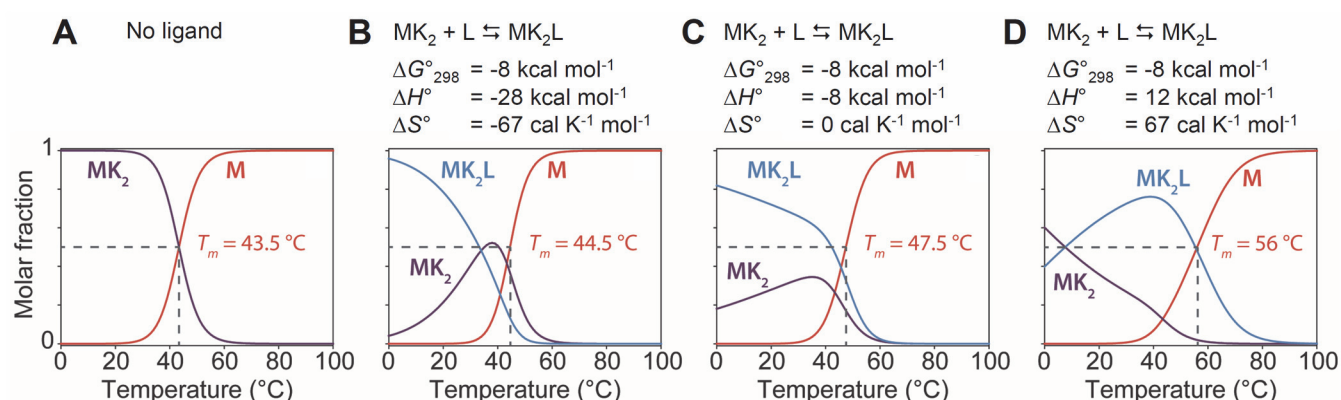 A No ligand
B MK₂ + L ⇆ MK₂L
ΔG°₂₉₈ = -8 kcal mol⁻¹
ΔH° = -28 kcal mol⁻¹
ΔS° = -67 cal K⁻¹ mol⁻¹
C MK₂ + L ⇆ MK₂L
ΔG°₂₉₈ = -8 kcal mol⁻¹
ΔH° = -8 kcal mol⁻¹
ΔS° = 0 cal K⁻¹ mol⁻¹
D MK₂ + L ⇆ MK₂L
ΔG°₂₉₈ = -8 kcal mol⁻¹
ΔH° = 12 kcal mol⁻¹
ΔS° = 67 cal K⁻¹ mol⁻¹
Molar fraction
1
0
MK₂
M
Tₘ = 43.5 °C
0 20 40 60 80 100
Temperature (°C)
MK₂L
M
MK₂
Tₘ = 44.5 °C
0 20 40 60 80 100
Temperature (°C)
MK₂L
M
MK₂
Tₘ = 47.5 °C
0 20 40 60 80 100
Temperature (°C)
MK₂L
M
MK₂
Tₘ = 56 °C
0 20 40 60 80 100
Temperature (°C)